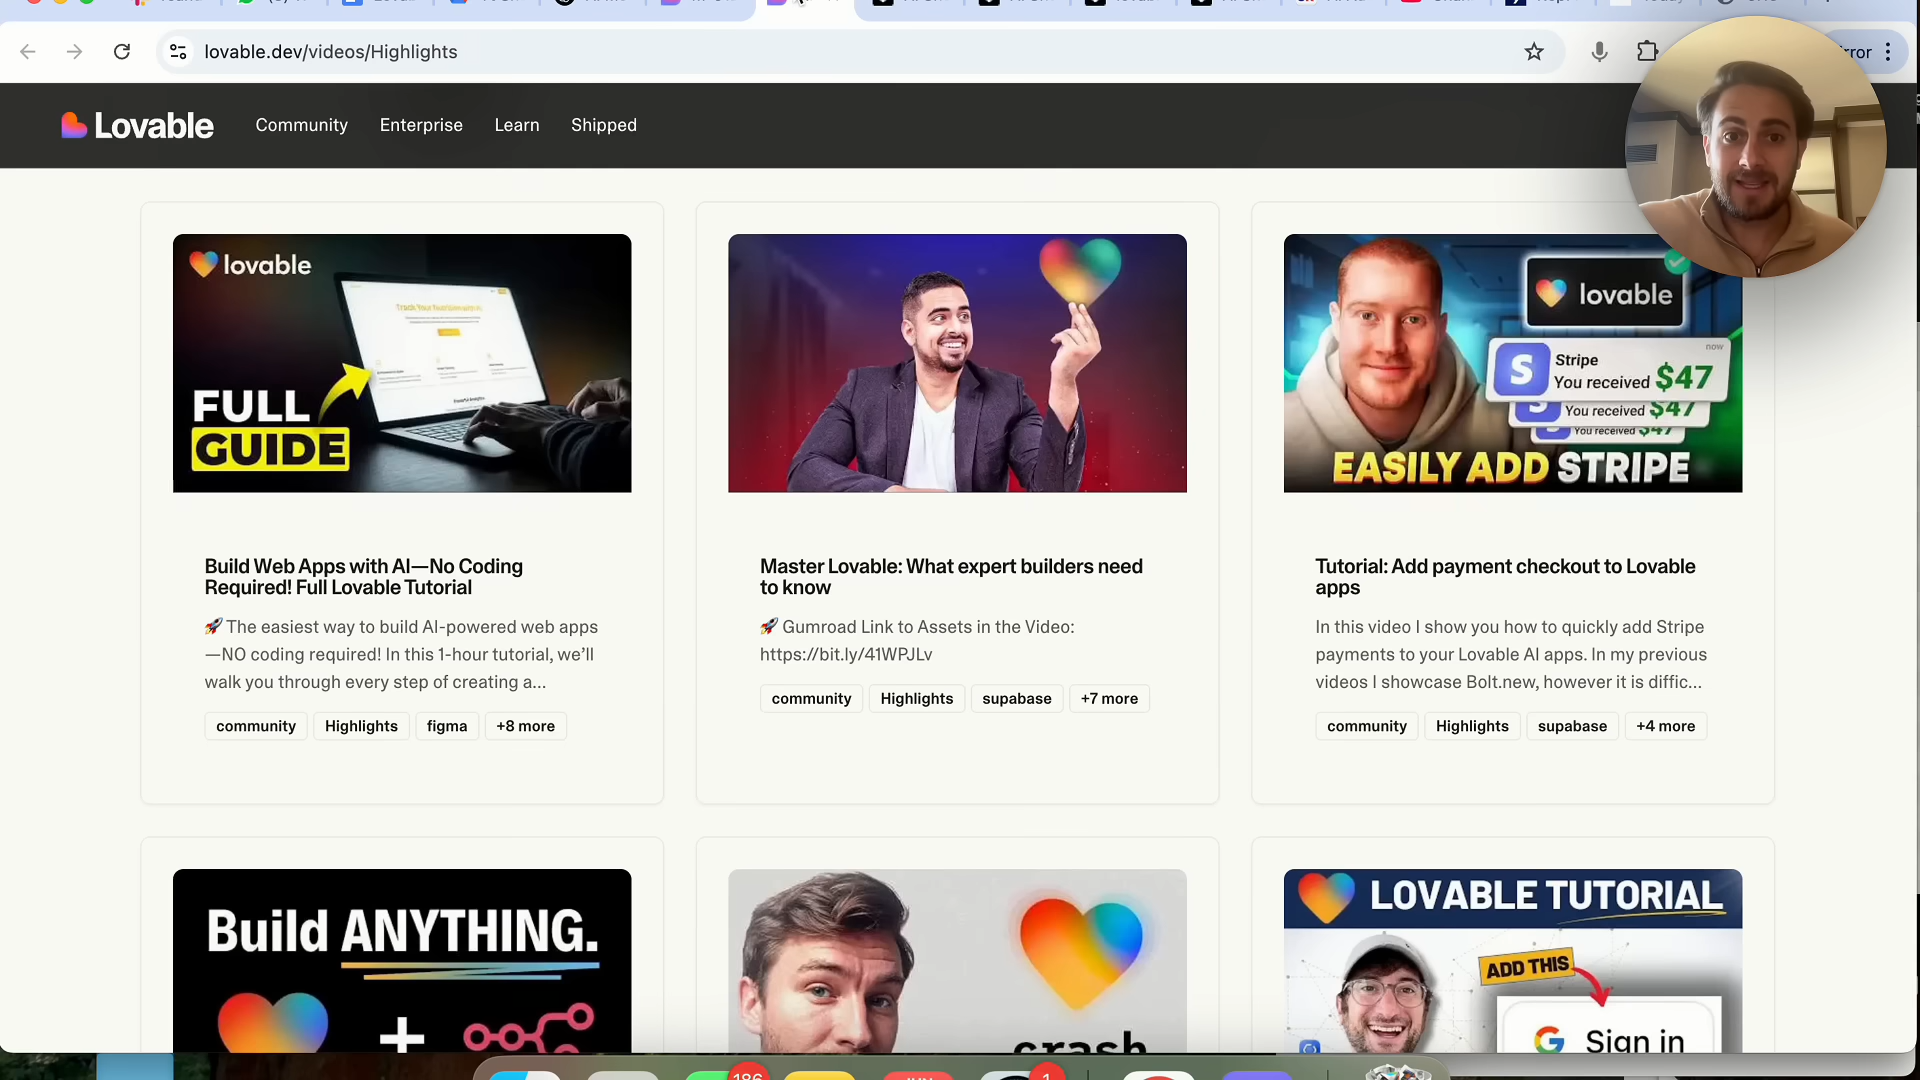 lovable.dev/videos/Highlights
Lovable
Community
Enterprise
Learn
Shipped
lovable
FULL
GUIDE
lovable
Stripe
now
You received $47
You received $47
You received $47
EASILY ADD STRIPE
Build Web Apps with AI—No Coding
Required! Full Lovable Tutorial
🚀 The easiest way to build AI-powered web apps
—NO coding required! In this 1-hour tutorial, we'll
walk you through every step of creating a...
community
Highlights
figma
+8 more
Master Lovable: What expert builders need
to know
🚀 Gumroad Link to Assets in the Video:
https://bit.ly/41WPJLv
community
Highlights
supabase
+7 more
Tutorial: Add payment checkout to Lovable
apps
In this video I show you how to quickly add Stripe
payments to your Lovable AI apps. In my previous
videos I showcase Bolt.new, however it is diffic...
community
Highlights
supabase
+4 more
Build ANYTHING.
+
crash
LOVABLE TUTORIAL
ADD THIS
Sign in
186
1